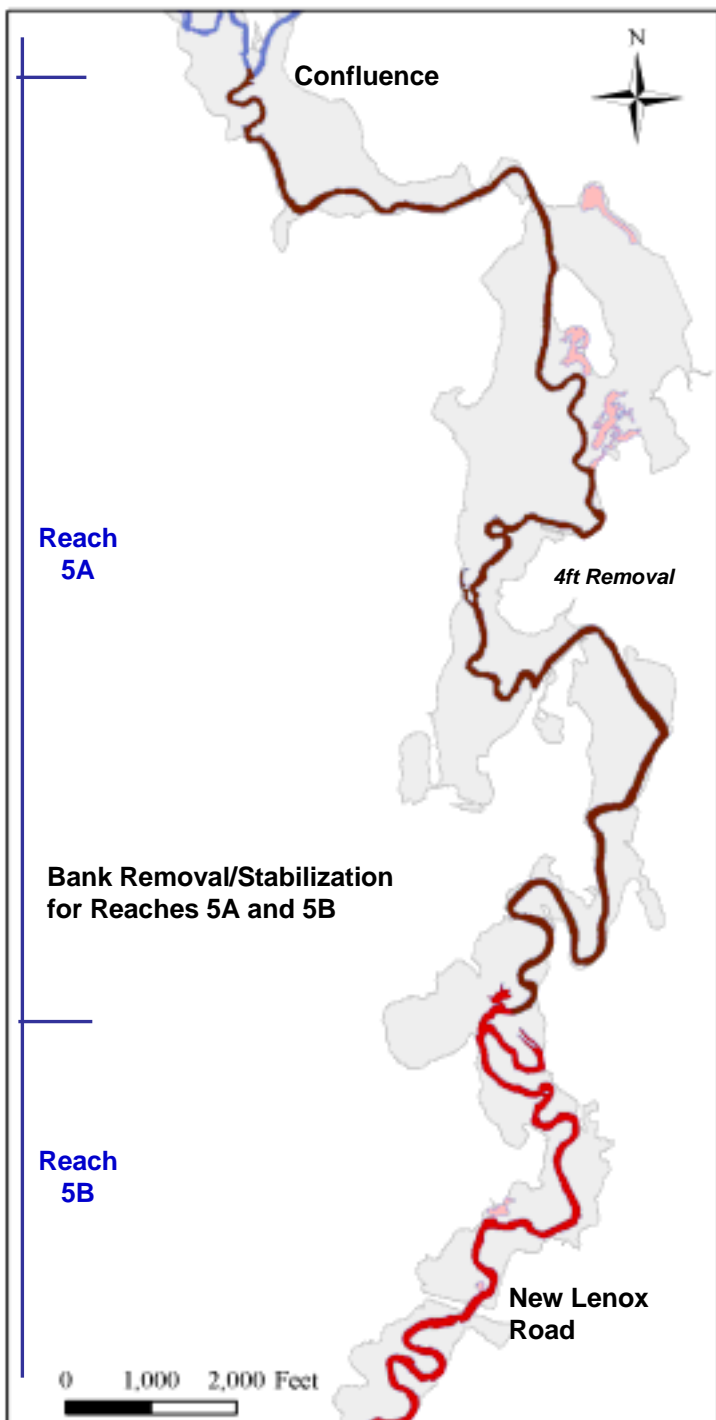 N
Confluence
Reach
5A
4ft Removal
Bank Removal/Stabilization
for Reaches 5A and 5B
Reach
5B
New Lenox
Road
0 1,000 2,000 Feet